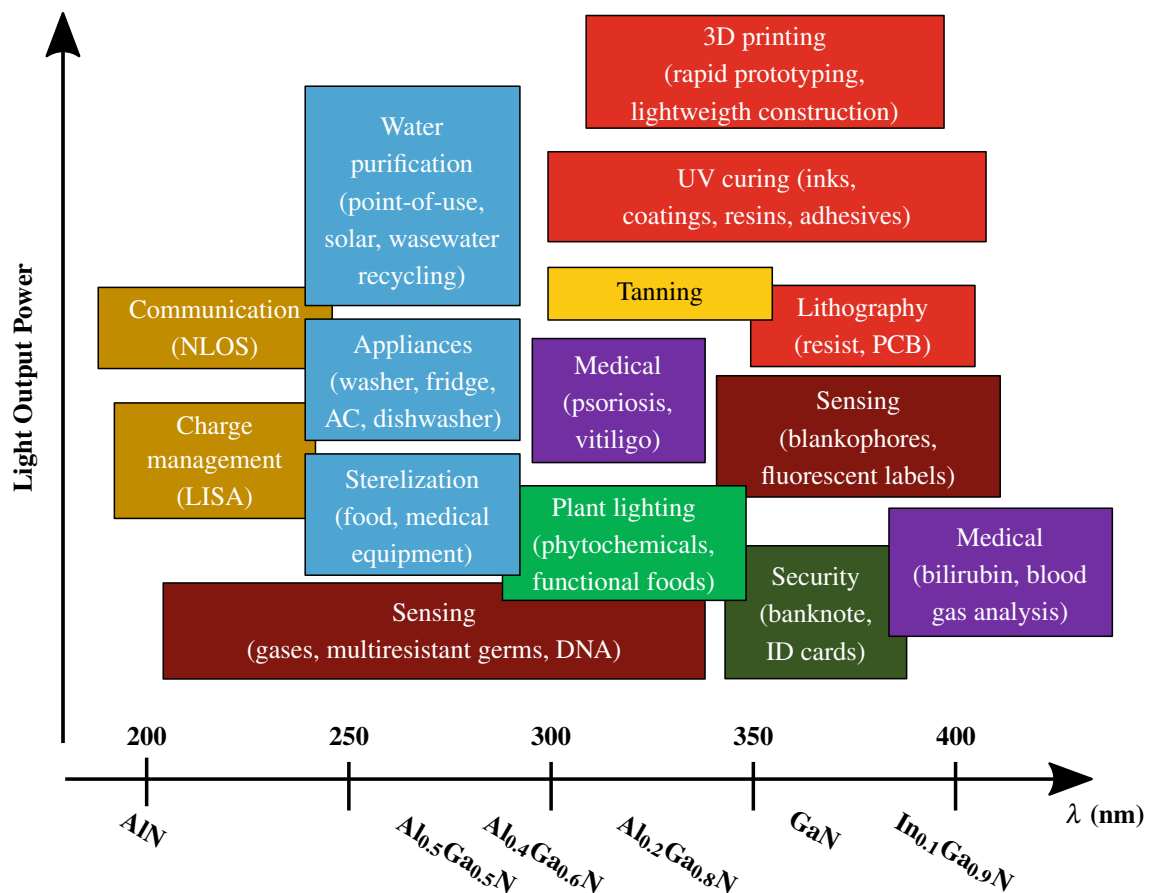 Light Output Power
3D printing
(rapid prototyping,
lightweigth construction)
Water
purification
(point-of-use,
solar, wasewater
recycling)
UV curing (inks,
coatings, resins, adhesives)
Tanning
Communication
(NLOS)
Lithography
(resist, PCB)
Appliances
(washer, fridge,
AC, dishwasher)
Medical
(psoriosis,
vitiligo)
Sensing
(blankophores,
fluorescent labels)
Charge
management
(LISA)
Sterelization
(food, medical
equipment)
Plant lighting
(phytochemicals,
functional foods)
Medical
(bilirubin, blood
gas analysis)
Security
(banknote,
ID cards)
Sensing
(gases, multiresistant germs, DNA)
200 250 300 350 400
λ (nm)
AlN Al₀.₅Ga₀.₅N Al₀.₄Ga₀.₆N Al₀.₂Ga₀.₈N GaN In₀.₁Ga₀.₉N